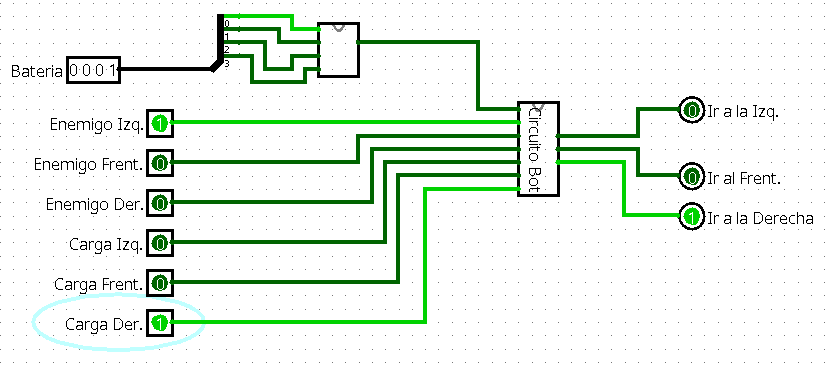 0
1
2
3
Bateria 0 0 0 1
Enemigo Izq. 1
Enemigo Frent. 0
Enemigo Der. 0
Carga Izq. 0
Carga Frent. 0
Carga Der. 1
Circuito Bot
0 Ir a la Izq.
0 Ir al Frent.
1 Ir a la Derecha